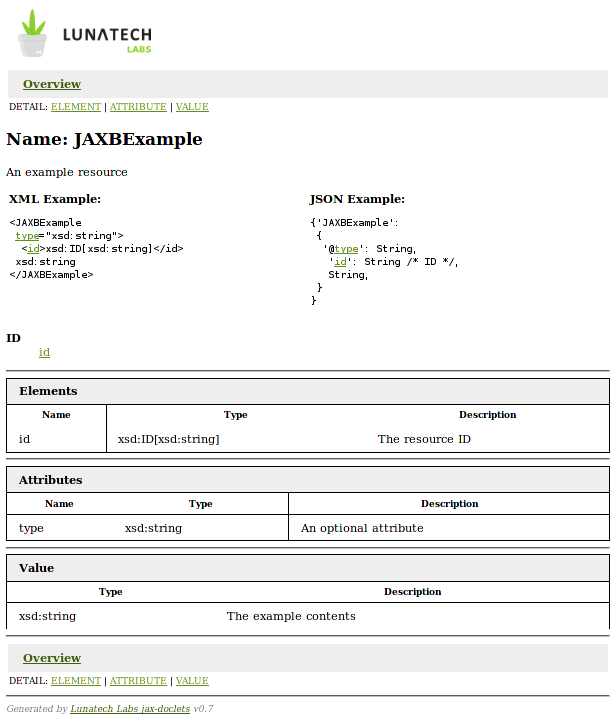 LUNATECH
LABS
Overview
DETAIL: ELEMENT | ATTRIBUTE | VALUE
Name: JAXBExample
An example resource
XML Example:
<JAXBExample
 type="xsd:string">
  <id>xsd:ID[xsd:string]</id>
 xsd:string
</JAXBExample>
JSON Example:
{'JAXBExample':
 {
  '@type': String,
   'id': String /* ID */,
   String,
 }
}
ID
id
Elements
Name Type Description
id xsd:ID[xsd:string] The resource ID
Attributes
Name Type Description
type xsd:string An optional attribute
Value
Type Description
xsd:string The example contents
Overview
DETAIL: ELEMENT | ATTRIBUTE | VALUE
Generated by Lunatech Labs jax-doclets v0.7